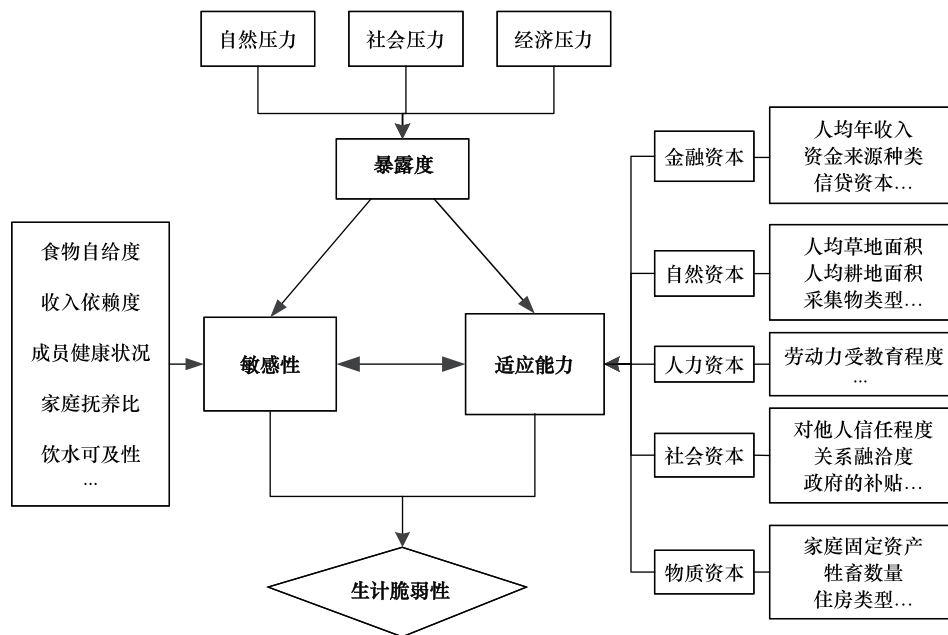 自然压力
社会压力
经济压力
暴露度
食物自给度
收入依赖度
成员健康状况
家庭抚养比
饮水可及性
...
敏感性
适应能力
生计脆弱性
金融资本
人均年收入
资金来源种类
信贷资本...
自然资本
人均草地面积
人均耕地面积
采集物类型...
人力资本
劳动力受教育程度
...
社会资本
对他人信任程度
关系融洽度
政府的补贴...
物质资本
家庭固定资产
牲畜数量
住房类型...